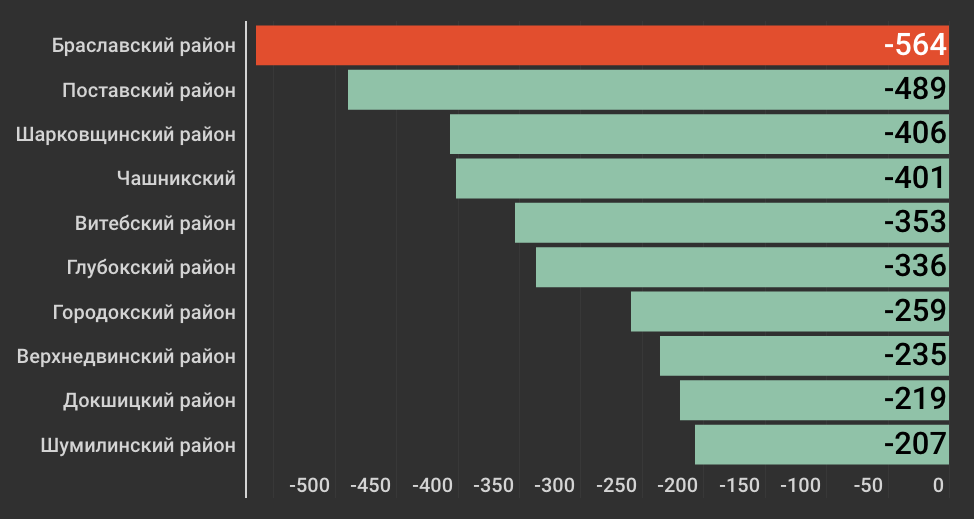 Браславский район -564
Поставский район -489
Шарковщинский район -406
Чашникский -401
Витебский район -353
Глубокский район -336
Городокский район -259
Верхнедвинский район -235
Докшицкий район -219
Шумилинский район -207
-500 -450 -400 -350 -300 -250 -200 -150 -100 -50 0